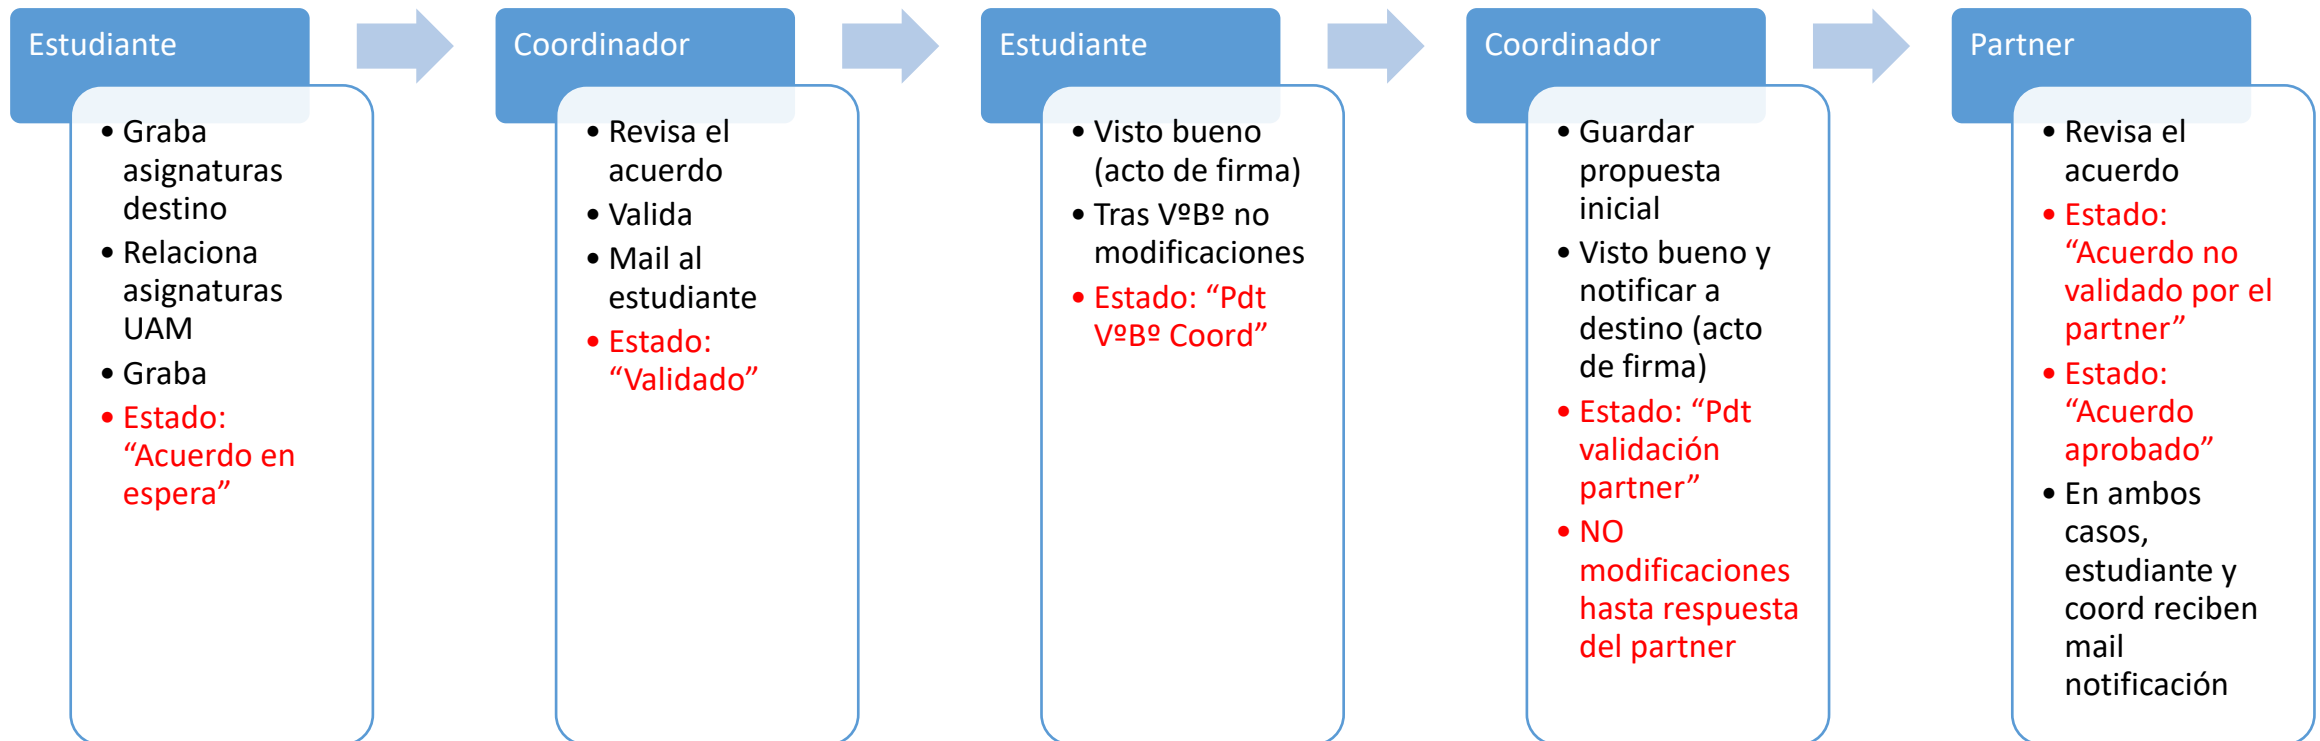 Estudiante
• Graba
asignaturas
destino
• Relaciona
asignaturas
UAM
• Graba
• Estado:
“Acuerdo en
espera”
Coordinador
• Revisa el
acuerdo
• Valida
• Mail al
estudiante
• Estado:
“Validado”
Estudiante
• Visto bueno
(acto de firma)
• Tras VºBº no
modificaciones
• Estado: “Pdt
VºBº Coord”
Coordinador
• Guardar
propuesta
inicial
• Visto bueno y
notificar a
destino (acto
de firma)
• Estado: “Pdt
validación
partner”
• NO
modificaciones
hasta respuesta
del partner
Partner
• Revisa el
acuerdo
• Estado:
“Acuerdo no
validado por el
partner”
• Estado:
“Acuerdo
aprobado”
• En ambos
casos,
estudiante y
coord reciben
mail
notificación